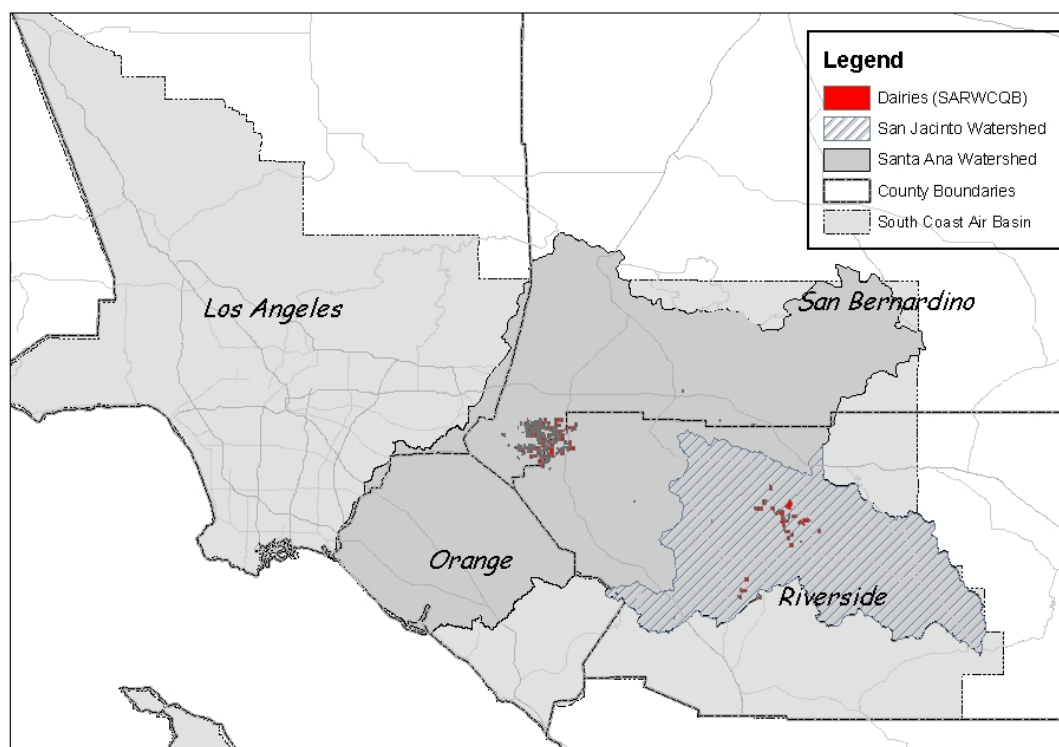 Legend
Dairies (SARWCQB)
San Jacinto Watershed
Santa Ana Watershed
County Boundaries
South Coast Air Basin
Los Angeles
San Bernardino
Orange
Riverside